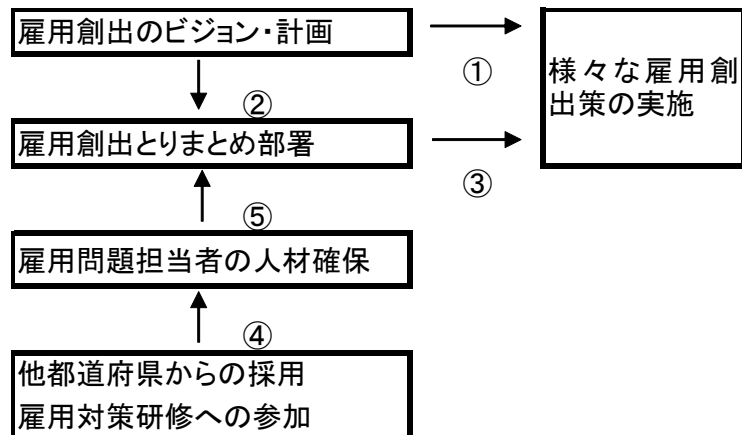 雇用創出のビジョン・計画
①
様々な雇用創
出策の実施
②
雇用創出とりまとめ部署
③
⑤
雇用問題担当者の人材確保
④
他都道府県からの採用
雇用対策研修への参加